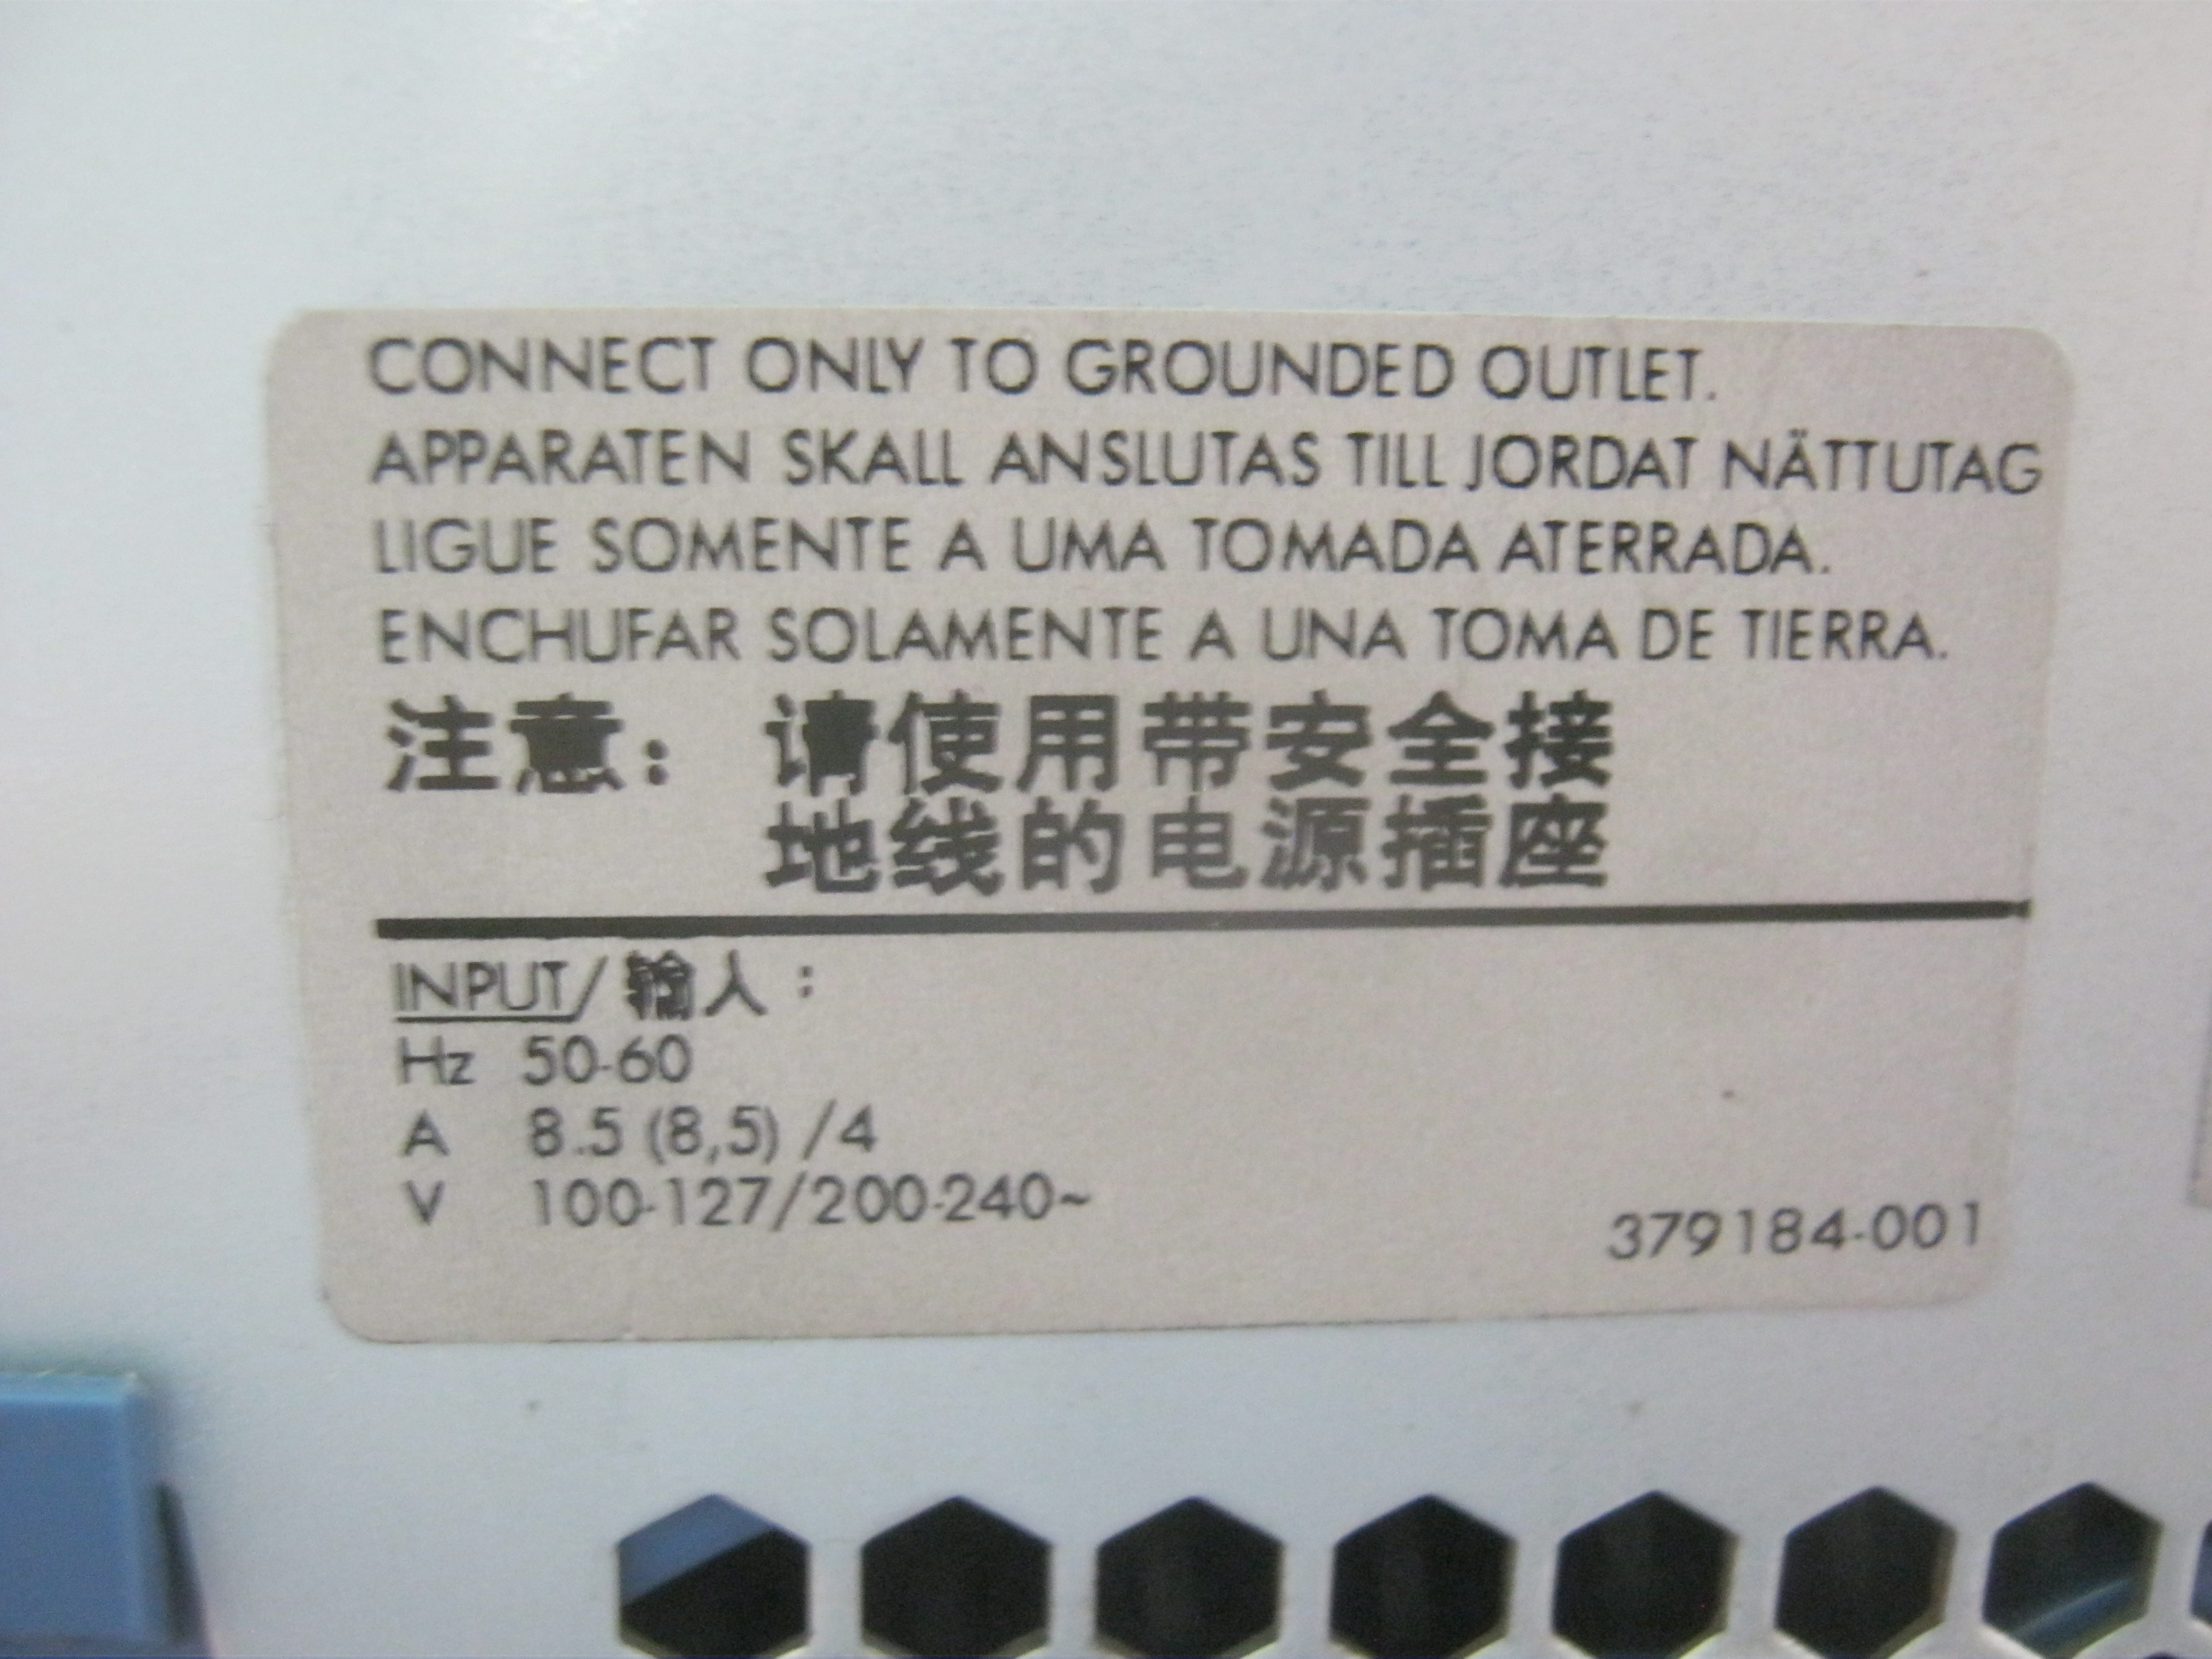 CONNECT ONLY TO GROUNDED OUTLET.
APPARATEN SKALL ANSLUTAS TILL JORDAT NÄTTUTAG
LIGUE SOMENTE A UMA TOMADA ATERRADA.
ENCHUFAR SOLAMENTE A UNA TOMA DE TIERRA.
注意： 请使用带安全接
地线的电源插座
INPUT/输入：
Hz 50-60
A 8.5 (8,5) /4
V 100-127/200-240~
379184-001